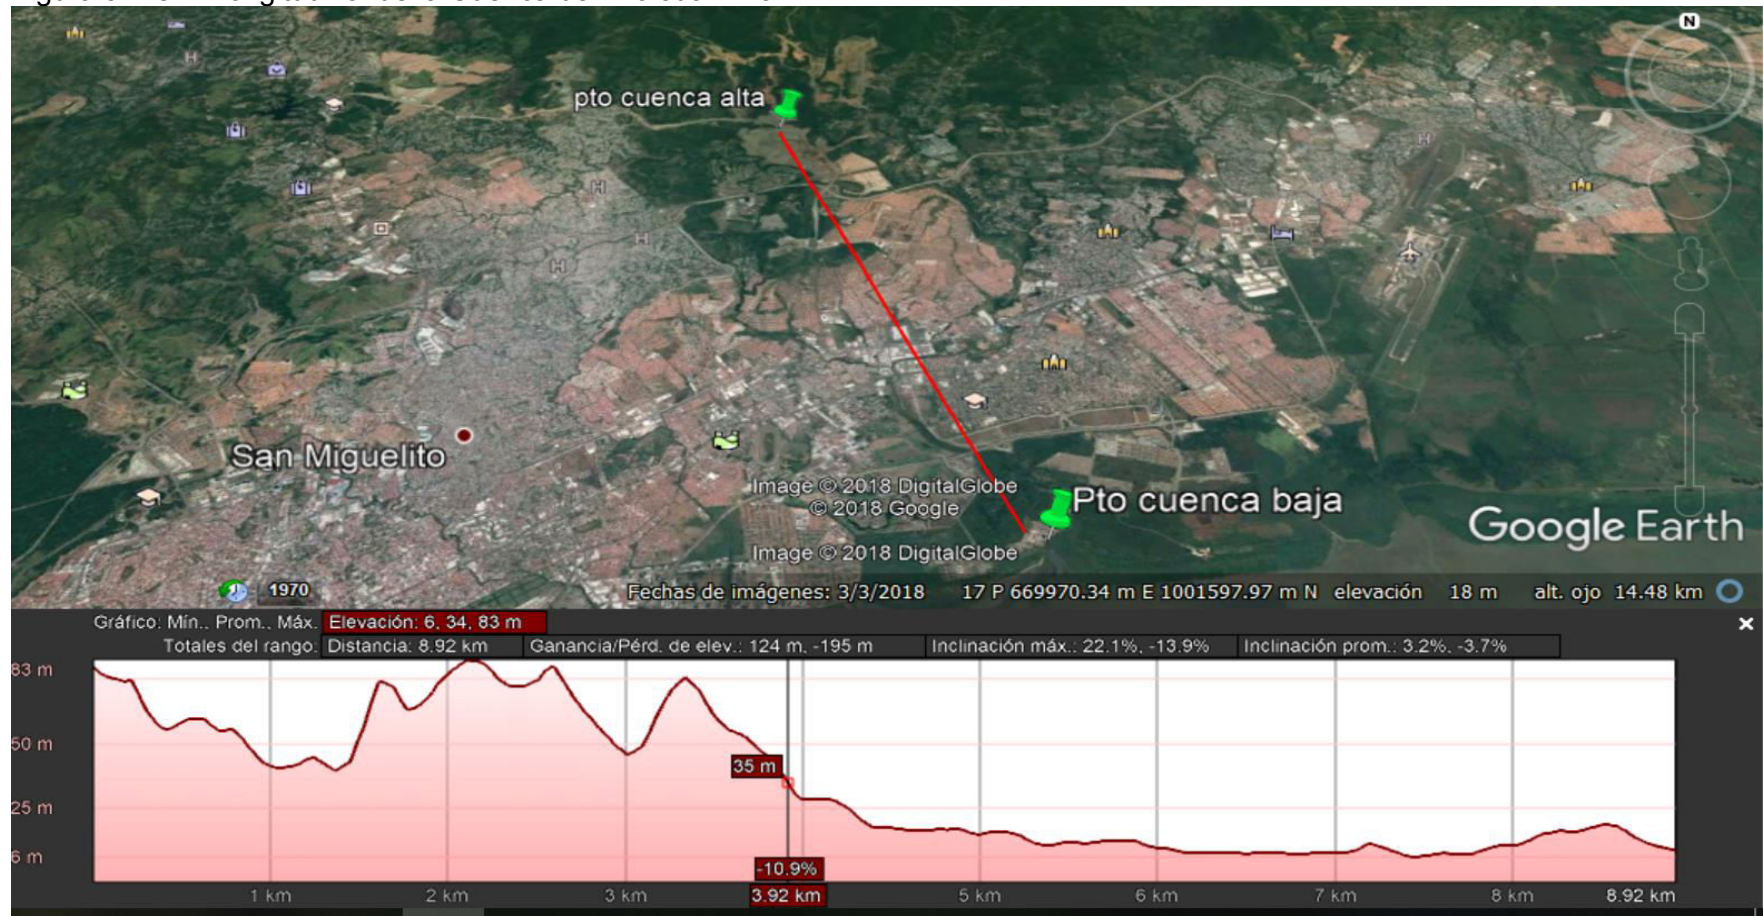 N
pto cuenca alta
San Miguelito
Image © 2018 DigitalGlobe
© 2018 Google
Pto cuenca baja
Google Earth
Image © 2018 DigitalGlobe
1970
Fechas de imágenes: 3/3/2018 17 P 669970.34 m E 1001597.97 m N elevación 18 m alt. ojo 14.48 km
Gráfico: Mín., Prom., Máx. Elevación: 6, 34, 83 m
Totales del rango: Distancia: 8.92 km Ganancia/Pérd. de elev.: 124 m, -195 m Inclinación máx.: 22.1%, -13.9% Inclinación prom.: 3.2%, -3.7%
83 m
50 m
35 m
25 m
6 m
-10.9%
1 km 2 km 3 km 3.92 km 5 km 6 km 7 km 8 km 8.92 km